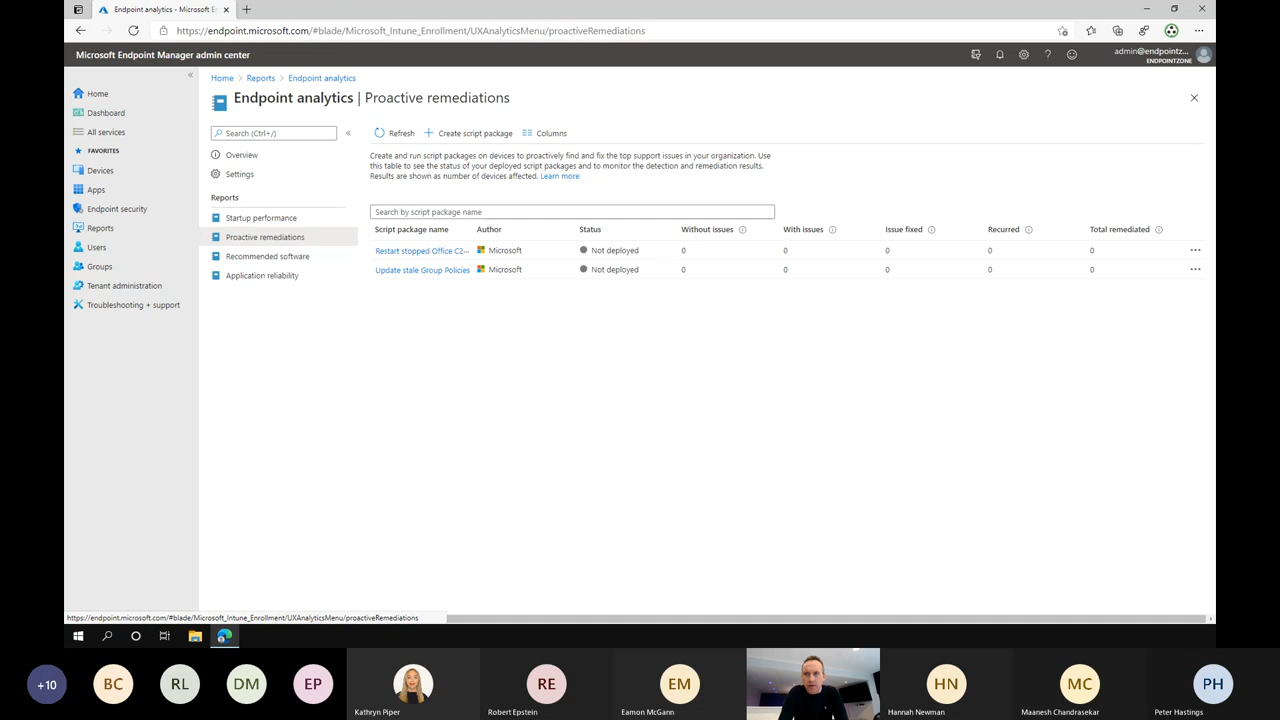 Endpoint analytics - Microsoft E
https://endpoint.microsoft.com/#blade/Microsoft_Intune_Enrollment/UXAnalyticsMenu/proactiveRemediations
Microsoft Endpoint Manager admin center
admin@endpointz...
ENDPOINTZONE
Home
Dashboard
All services
FAVORITES
Devices
Apps
Endpoint security
Reports
Users
Groups
Tenant administration
Troubleshooting + support
Home > Reports > Endpoint analytics
Endpoint analytics | Proactive remediations
Search (Ctrl+/)
Overview
Settings
Reports
Startup performance
Proactive remediations
Recommended software
Application reliability
Refresh Create script package Columns
Create and run script packages on devices to proactively find and fix the top support issues in your organization. Use
this table to see the status of your deployed script packages and to monitor the detection and remediation results.
Results are shown as number of devices affected. Learn more
Search by script package name
Script package name Author Status Without issues With issues Issue fixed Recurred Total remediated
Restart stopped Office C2... Microsoft Not deployed 0 0 0 0 0
Update stale Group Policies Microsoft Not deployed 0 0 0 0 0
https://endpoint.microsoft.com/#blade/Microsoft_Intune_Enrollment/UXAnalyticsMenu/proactiveRemediations
+10 BC RL DM EP RE EM HN MC PH
Kathryn Piper Robert Epstein Eamon McGann Hannah Newman Maanesh Chandrasekar Peter Hastings